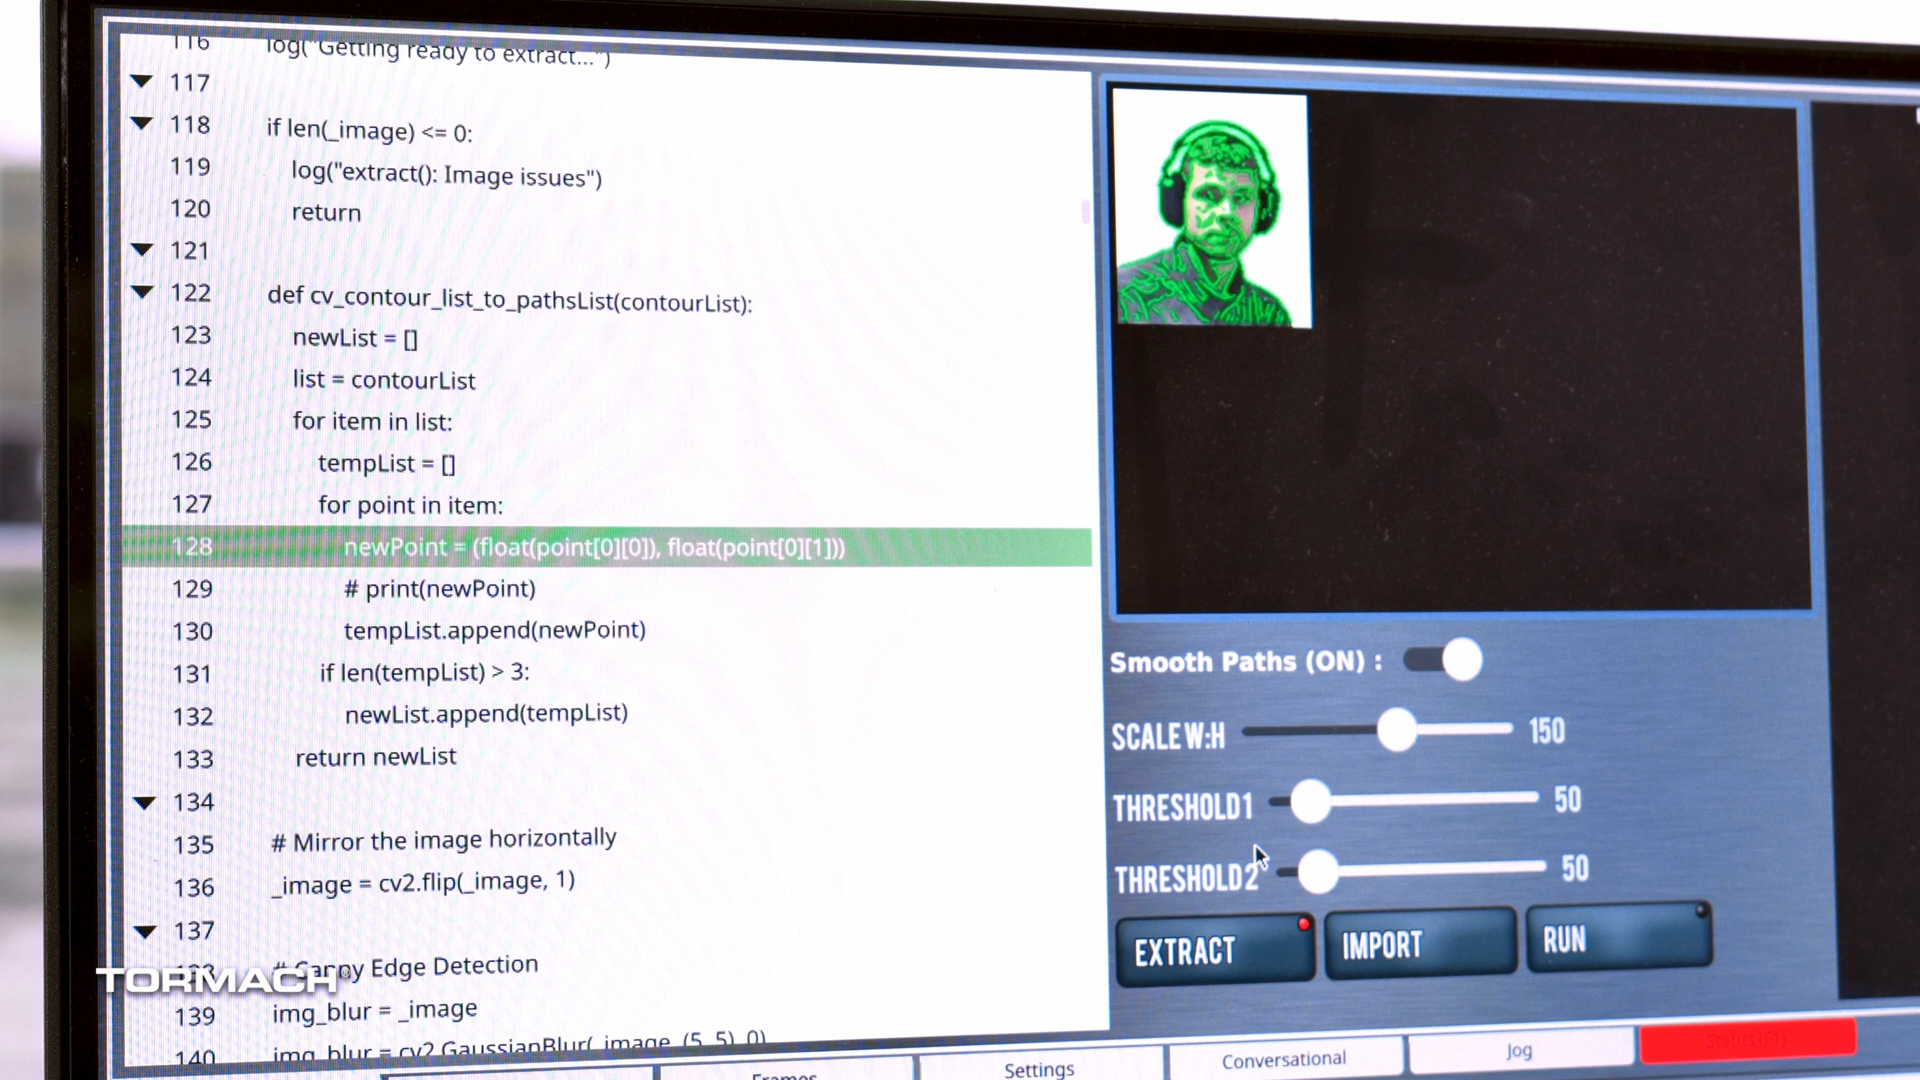 116 log("Getting ready to extract...")
117
118 if len(_image) <= 0:
119 log("extract(): Image issues")
120 return
121
122 def cv_contour_list_to_pathsList(contourList):
123 newList = []
124 list = contourList
125 for item in list:
126 tempList = []
127 for point in item:
128 newPoint = (float(point[0][0]), float(point[0][1]))
129 # print(newPoint)
130 tempList.append(newPoint)
131 if len(tempList) > 3:
132 newList.append(tempList)
133 return newList
134
135 # Mirror the image horizontally
136 _image = cv2.flip(_image, 1)
137
138 # Canny Edge Detection
139 img_blur = _image
140 img_blur = cv2.GaussianBlur(_image, (5, 5), 0)
TORMACH
Smooth Paths (ON) :
SCALE W:H 150
THRESHOLD1 50
THRESHOLD2 50
EXTRACT IMPORT RUN
Frames Settings Conversational Jog